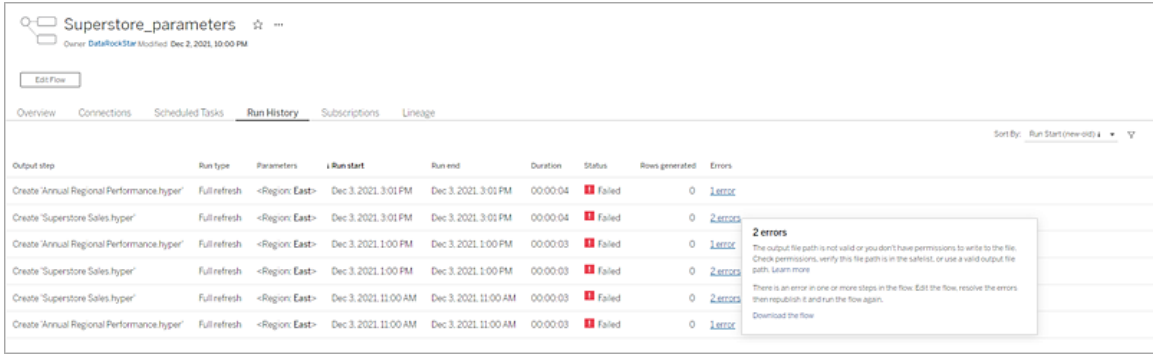 Superstore_parameters
Owner DataRockStar Modified Dec 2, 2021, 10:00 PM
Edit Flow
Overview Connections Scheduled Tasks Run History Subscriptions Lineage
Sort By: Run Start (new-old) ↓
Output step Run type Parameters ↓ Run start Run end Duration Status Rows generated Errors
Create 'Annual Regional Performance.hyper' Full refresh <Region: East> Dec 3, 2021, 3:01 PM Dec 3, 2021, 3:01 PM 00:00:04 Failed 0 1 error
Create 'Superstore Sales.hyper' Full refresh <Region: East> Dec 3, 2021, 3:01 PM Dec 3, 2021, 3:01 PM 00:00:04 Failed 0 2 errors
Create 'Annual Regional Performance.hyper' Full refresh <Region: East> Dec 3, 2021, 1:00 PM Dec 3, 2021, 1:00 PM 00:00:03 Failed 0 1 error
Create 'Superstore Sales.hyper' Full refresh <Region: East> Dec 3, 2021, 1:00 PM Dec 3, 2021, 1:00 PM 00:00:03 Failed 0 2 errors
Create 'Superstore Sales.hyper' Full refresh <Region: East> Dec 3, 2021, 11:00 AM Dec 3, 2021, 11:00 AM 00:00:03 Failed 0 2 errors
Create 'Annual Regional Performance.hyper' Full refresh <Region: East> Dec 3, 2021, 11:00 AM Dec 3, 2021, 11:00 AM 00:00:03 Failed 0 1 error
2 errors
The output file path is not valid or you don't have permissions to write to the file.
Check permissions, verify this file path is in the safelist, or use a valid output file
path. Learn more
There is an error in one or more steps in the flow. Edit the flow, resolve the errors
then republish it and run the flow again.
Download the flow